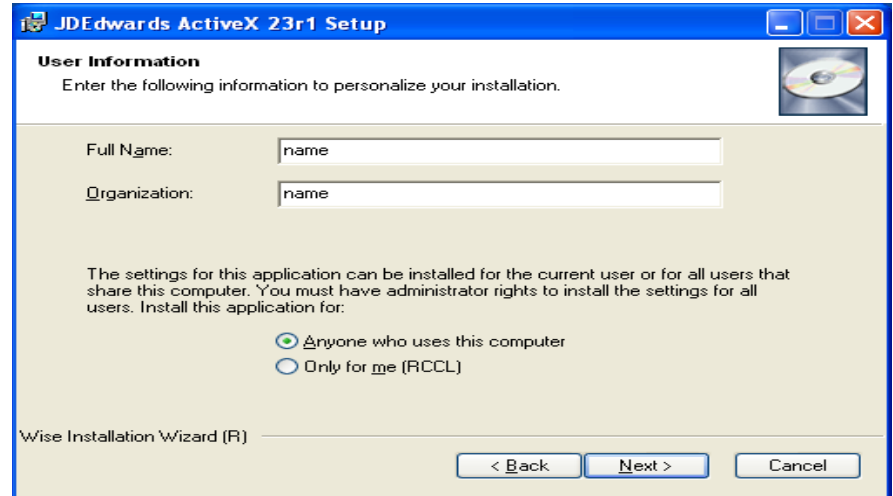 JDEdwards ActiveX 23r1 Setup
User Information
Enter the following information to personalize your installation.
Full Name:
name
Organization:
name
The settings for this application can be installed for the current user or for all users that
share this computer. You must have administrator rights to install the settings for all
users. Install this application for:
Anyone who uses this computer
Only for me (RCCL)
Wise Installation Wizard (R)
< Back
Next >
Cancel